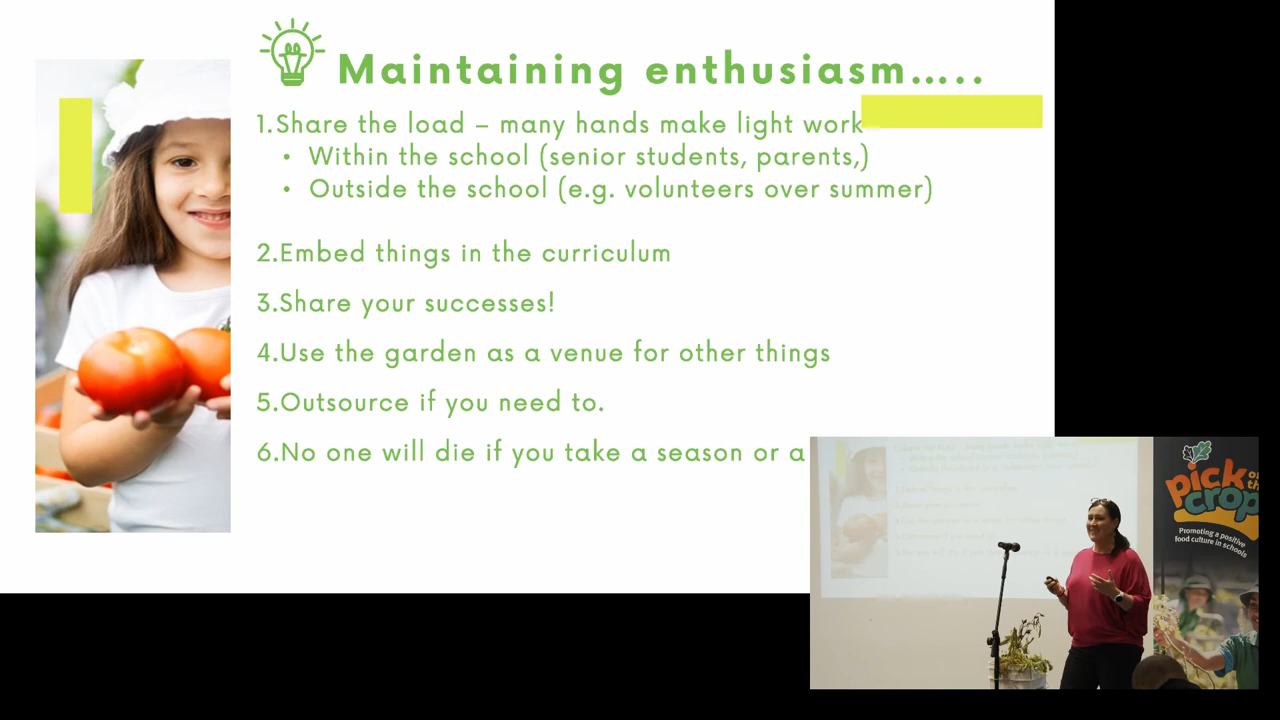 Maintaining enthusiasm.....
1.Share the load – many hands make light work
• Within the school (senior students, parents,)
• Outside the school (e.g. volunteers over summer)
2.Embed things in the curriculum
3.Share your successes!
4.Use the garden as a venue for other things
5.Outsource if you need to.
6.No one will die if you take a season or a
pick
crop
Promoting a positive
food culture in schools